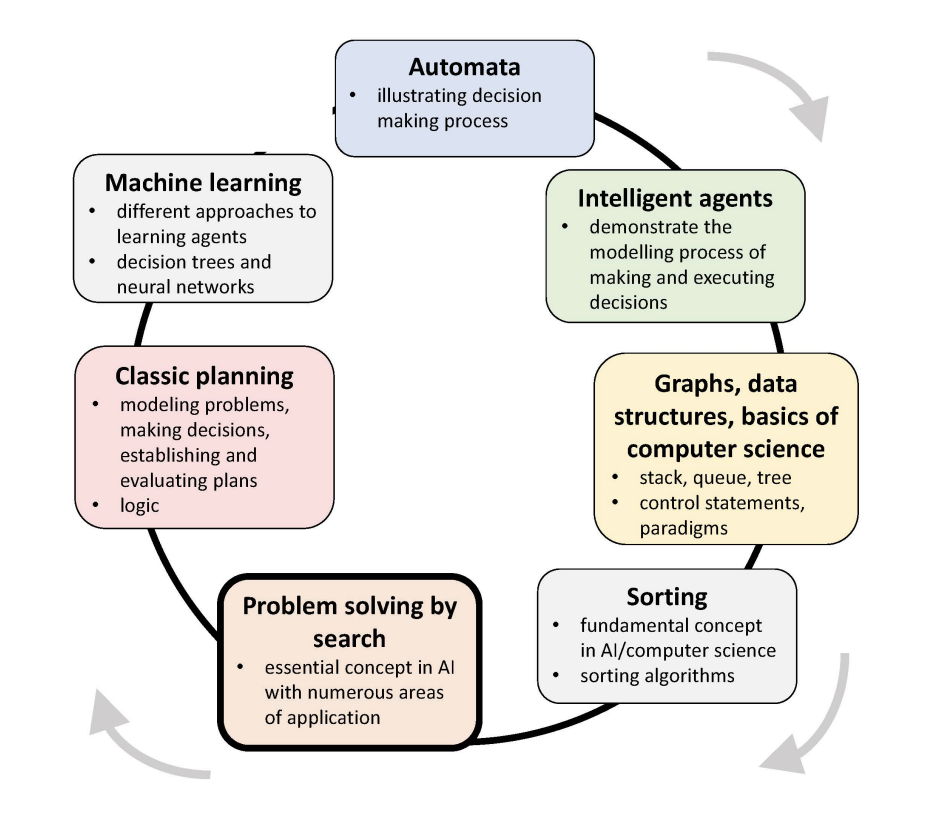 Automata
• illustrating decision
making process
Intelligent agents
• demonstrate the
modelling process of
making and executing
decisions
Graphs, data
structures, basics of
computer science
• stack, queue, tree
• control statements,
paradigms
Sorting
• fundamental concept
in AI/computer science
• sorting algorithms
Problem solving by
search
• essential concept in AI
with numerous areas
of application
Classic planning
• modeling problems,
making decisions,
establishing and
evaluating plans
• logic
Machine learning
• different approaches to
learning agents
• decision trees and
neural networks